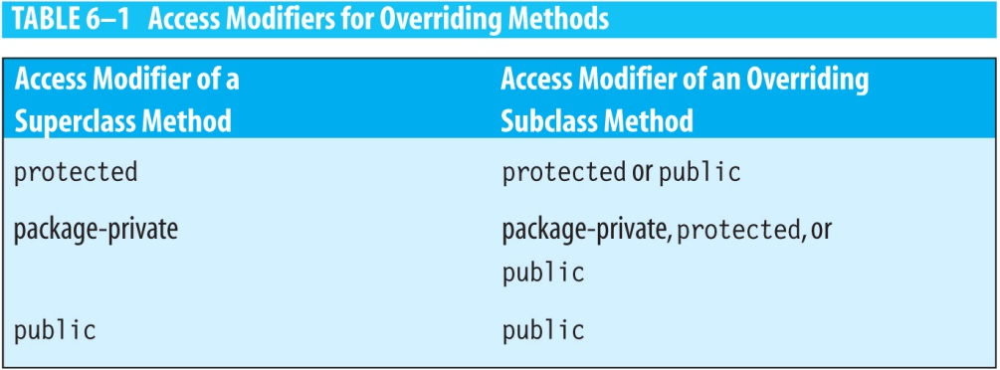 TABLE 6–1 Access Modifiers for Overriding Methods
Access Modifier of a Access Modifier of an Overriding
Superclass Method Subclass Method
protected protected or public
package-private package-private, protected, or
public
public public